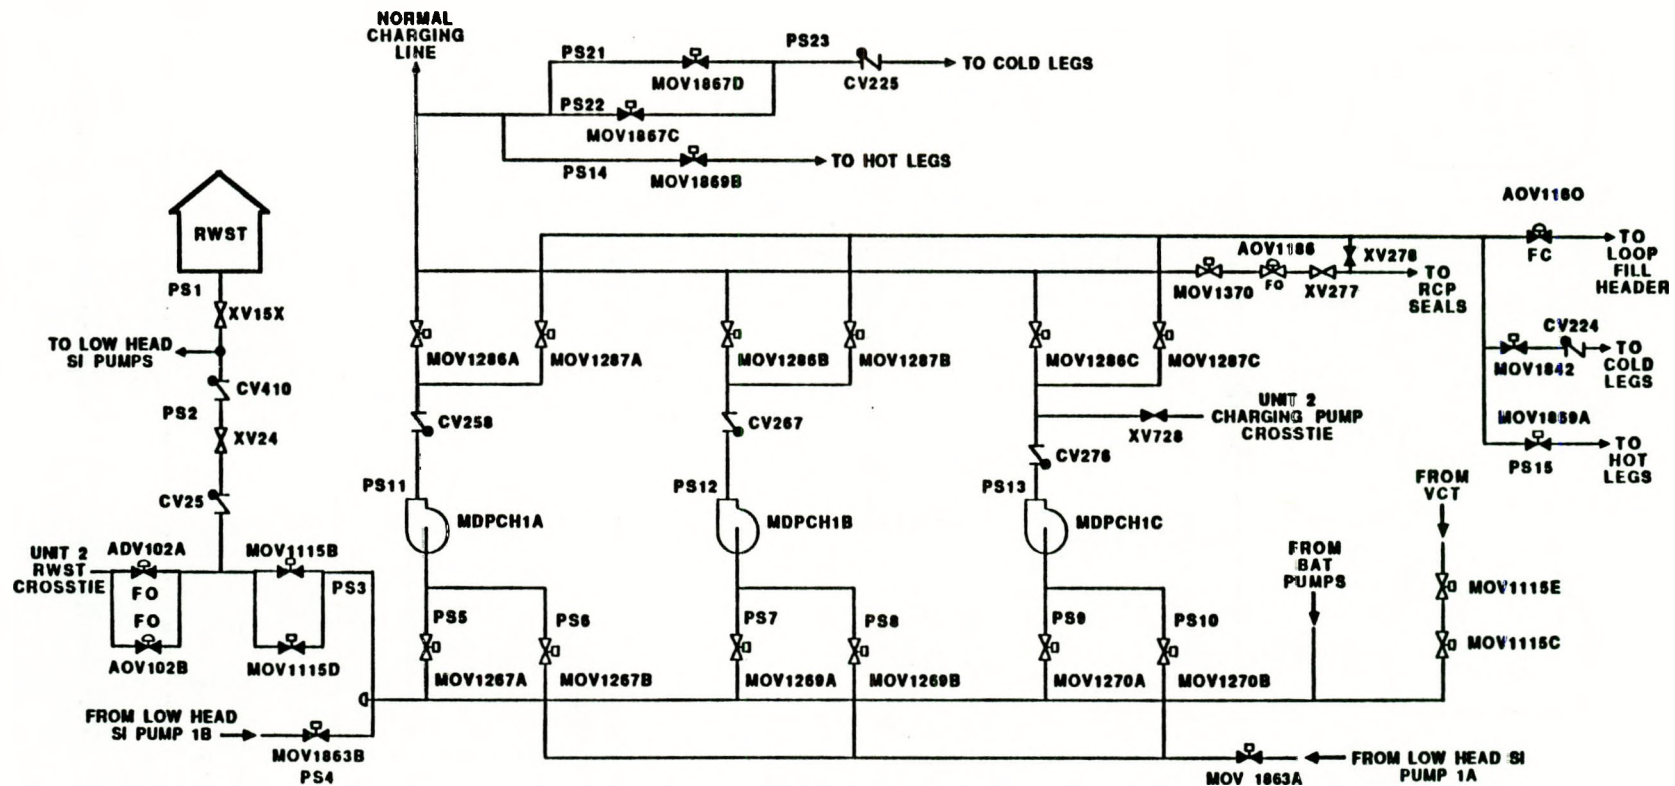 NORMAL
CHARGING
LINE
PS21
MOV1867D
PS23
CV225
TO COLD LEGS
PS22
MOV1867C
PS14
MOV1869B
TO HOT LEGS
RWST
PS1
XV15X
TO LOW HEAD
SI PUMPS
CV410
PS2
XV24
CV25
UNIT 2
RWST
CROSSTIE
ADV102A
FO
FO
AOV102B
MOV1115B
PS3
MOV1115D
FROM LOW HEAD
SI PUMP 1B
MOV1863B
PS4
MOV1286A
MOV1287A
MOV1286B
MOV1287B
MOV1286C
MOV1287C
CV258
CV267
CV276
UNIT 2
CHARGING PUMP
CROSSTIE
XV728
PS11
MDPCH1A
PS12
MDPCH1B
PS13
MDPCH1C
PS5
PS6
PS7
PS8
PS9
PS10
MOV1267A
MOV1267B
MOV1269A
MOV1269B
MOV1270A
MOV1270B
MOV1370
AOV1186
FO
XV277
XV278
TO
RCP
SEALS
AOV1160
FC
TO
LOOP
FILL
HEADER
CV224
MOV1842
TO
COLD
LEGS
MOV1869A
PS15
TO
HOT
LEGS
FROM
VCT
FROM
BAT
PUMPS
MOV1115E
MOV1115C
MOV 1863A
FROM LOW HEAD SI
PUMP 1A